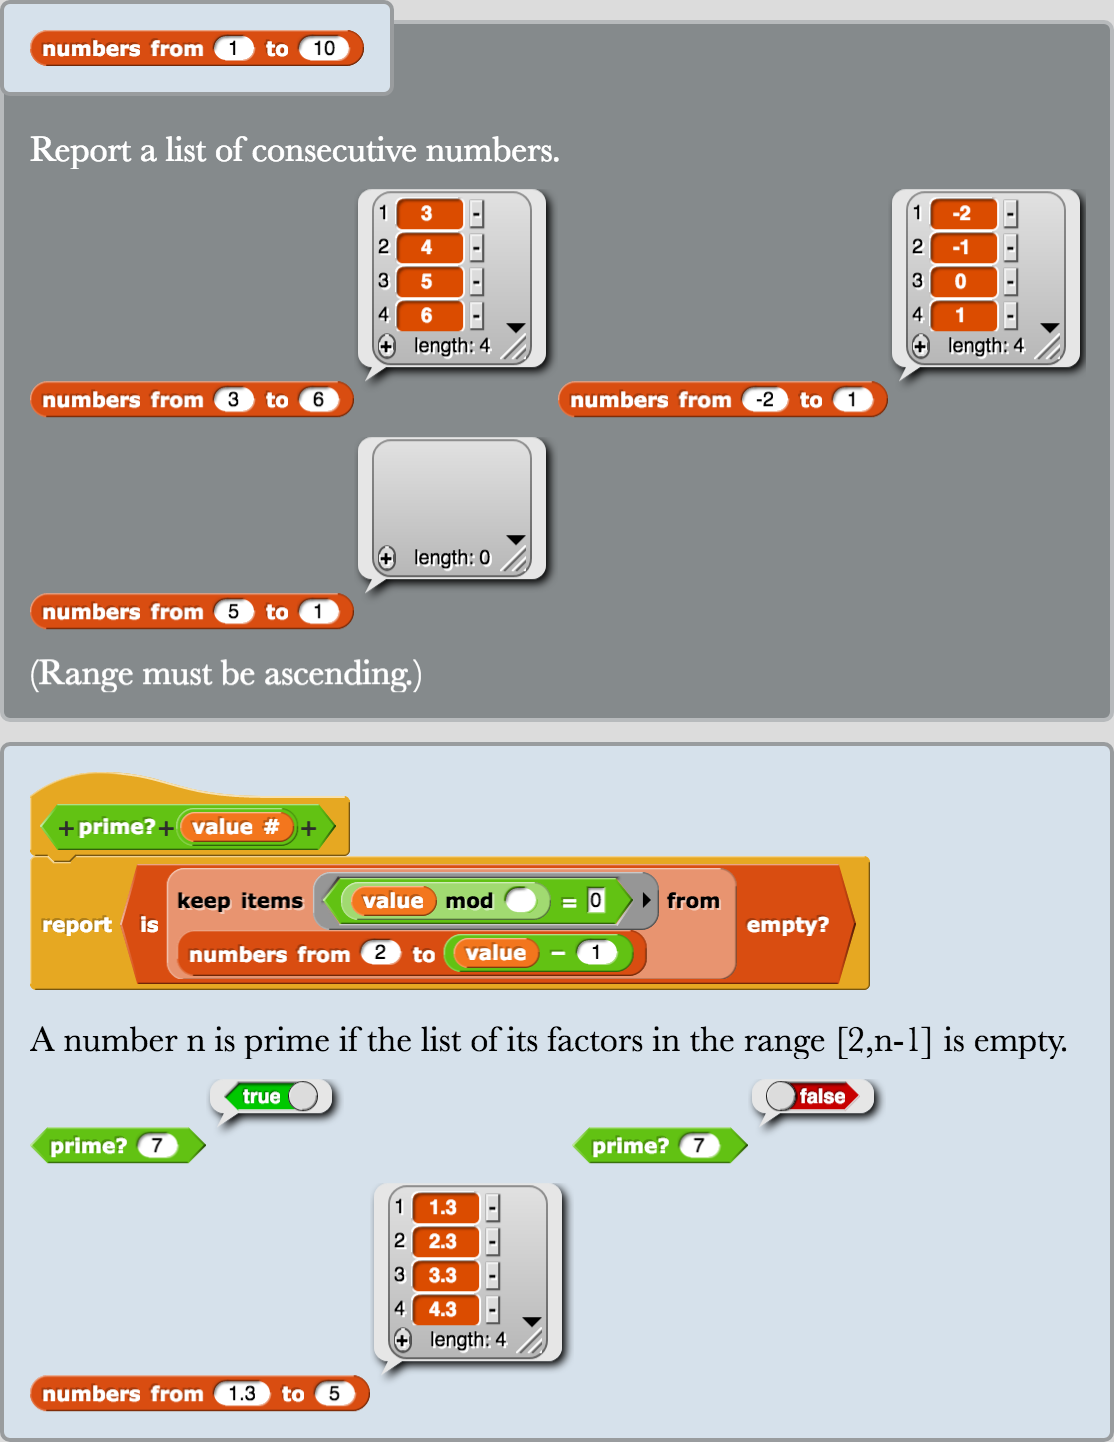 numbers from 1 to 10
Report a list of consecutive numbers.
1 3 -
2 4 -
3 5 -
4 6 -
+ length: 4
numbers from 3 to 6
1 -2 -
2 -1 -
3 0 -
4 1 -
+ length: 4
numbers from -2 to 1
+ length: 0
numbers from 5 to 1
(Range must be ascending.)
+ prime? + value # +
report is keep items value mod = 0 from
numbers from 2 to value - 1 empty?
A number n is prime if the list of its factors in the range [2,n-1] is empty.
true
prime? 7
false
prime? 7
1 1.3 -
2 2.3 -
3 3.3 -
4 4.3 -
+ length: 4
numbers from 1.3 to 5